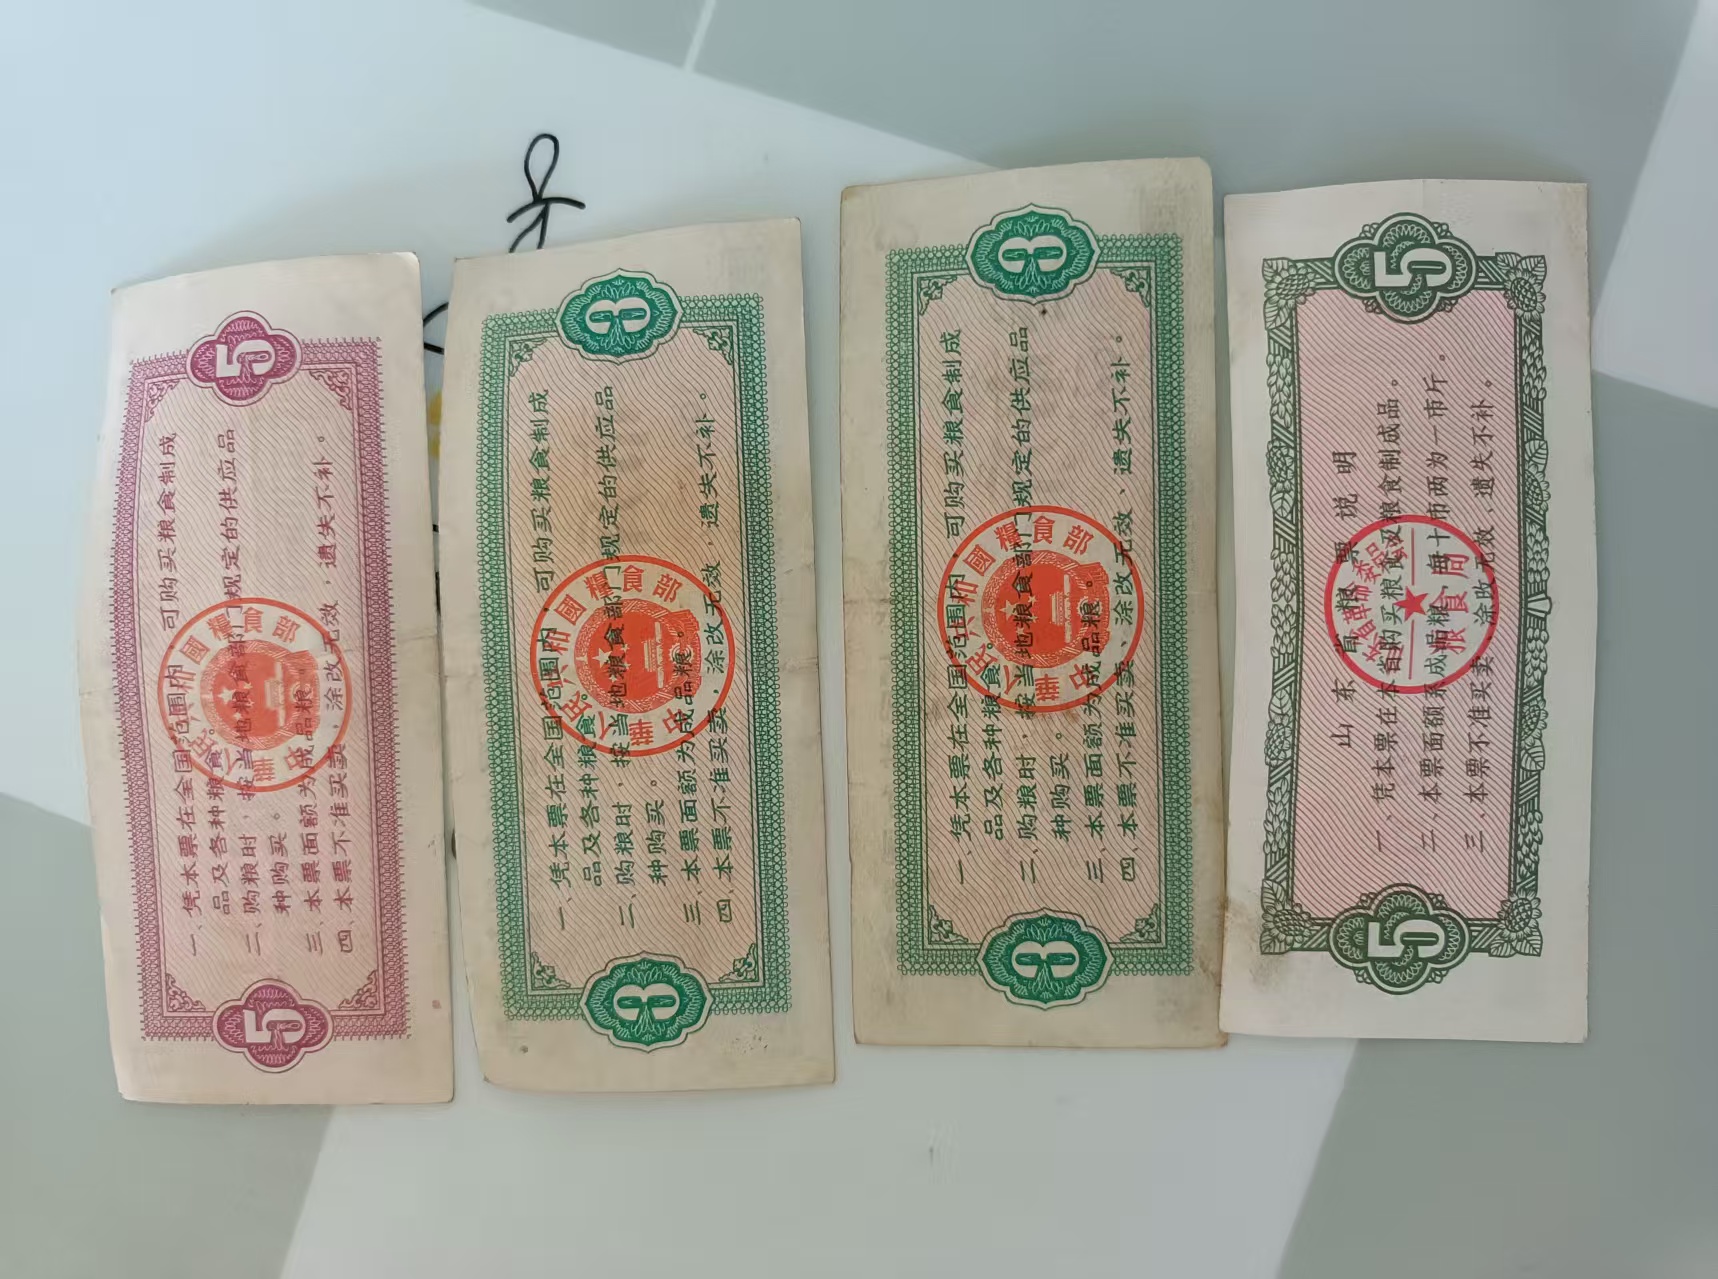 5
一、凭本票在全国范围内，可购买粮食制成
品及各种粮食。
二、购粮时，按当地粮食部门规定的供应品
种购买。
三、本票面额为成品粮。
四、本票不准买卖、涂改无效、遗失不补。
中華人民共和國糧食部
5
3
一、凭本票在全国范围内，可购买粮食制成
品及各种粮食。
二、购粮时，按当地粮食部门规定的供应品
种购买。
三、本票面额为成品粮。
四、本票不准买卖、涂改无效、遗失不补。
中華人民共和國糧食部
3
3
一、凭本票在全国范围内，可购买粮食制成
品及各种粮食。
二、购粮时，按当地粮食部门规定的供应品
种购买。
三、本票面额为成品粮。
四、本票不准买卖、涂改无效、遗失不补。
中華人民共和國糧食部
3
5
山东省粮票说明
一、凭本票在本省购买粮食及粮食制成品。
二、本票面额系成品粮，每十市两为一市斤。
三、本票不准买卖、涂改无效、遗失不补。
粮食局
5